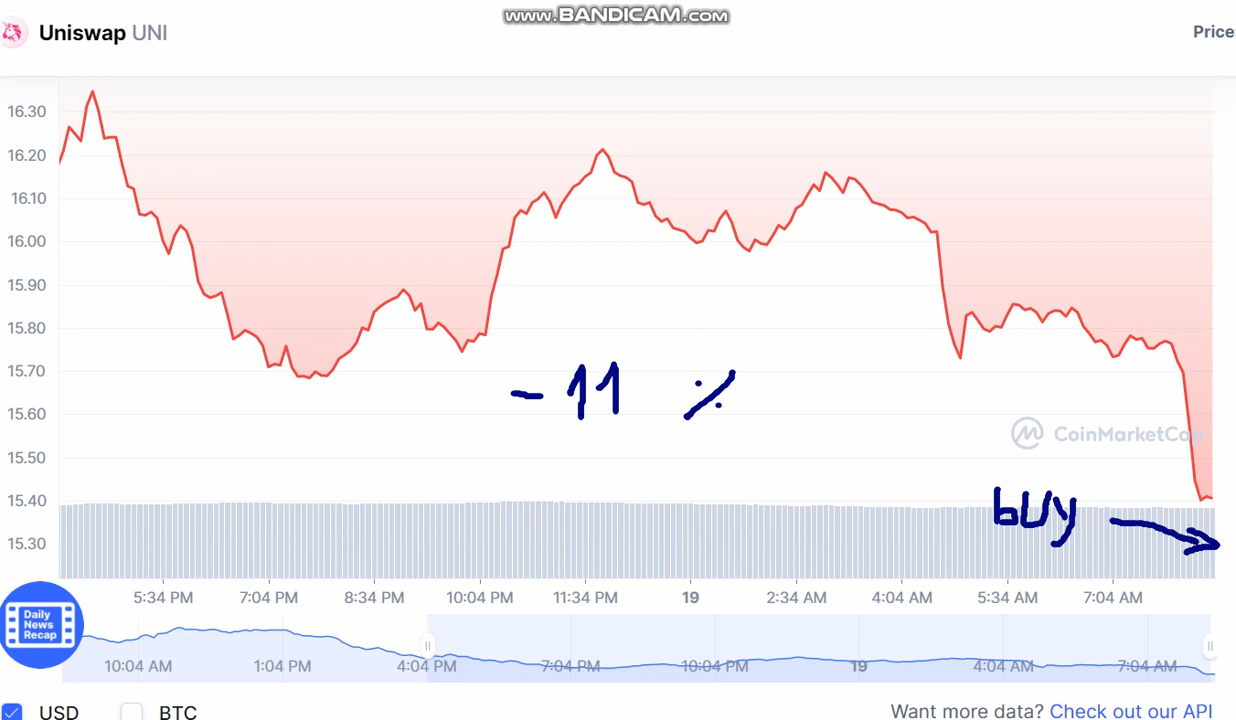 www.BANDICAM.com
Uniswap UNI
Price:
16.30
16.20
16.10
16.00
15.90
15.80
15.70
15.60
15.50
15.40
15.30
- 11 %
CoinMarketCap
buy
5:34 PM 7:04 PM 8:34 PM 10:04 PM 11:34 PM 19 2:34 AM 4:04 AM 5:34 AM 7:04 AM
Daily
News
Recap
10:04 AM 1:04 PM 4:04 PM 7:04 PM 10:04 PM 19 4:04 AM 7:04 AM
USD BTC
Want more data? Check out our API